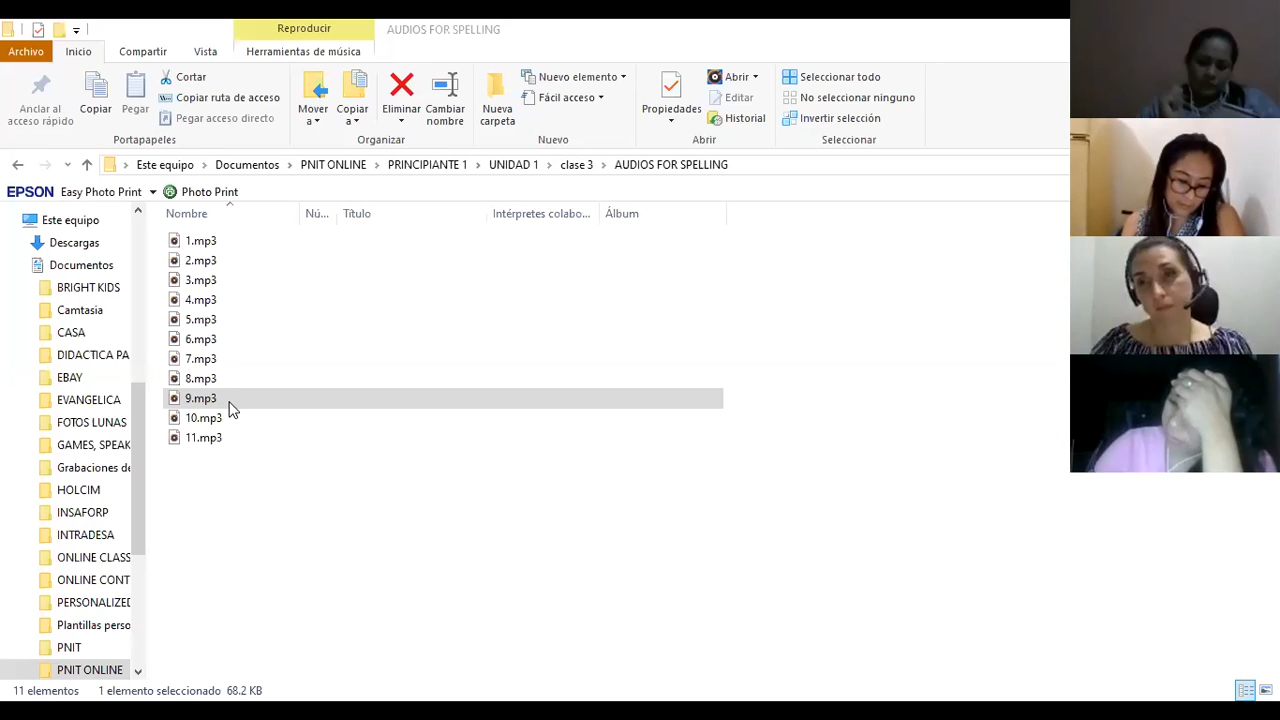 Reproducir
AUDIOS FOR SPELLING
Archivo
Inicio
Compartir
Vista
Herramientas de música
Anclar al
acceso rápido
Copiar
Pegar
Cortar
Copiar ruta de acceso
Pegar acceso directo
Portapapeles
Mover
a
Copiar
a
Eliminar
Cambiar
nombre
Organizar
Nueva
carpeta
Nuevo elemento
Fácil acceso
Nuevo
Propiedades
Abrir
Editar
Historial
Abrir
Seleccionar todo
No seleccionar ninguno
Invertir selección
Seleccionar
Este equipo > Documentos > PNIT ONLINE > PRINCIPIANTE 1 > UNIDAD 1 > clase 3 > AUDIOS FOR SPELLING
EPSON Easy Photo Print Photo Print
Este equipo
Descargas
Documentos
BRIGHT KIDS
Camtasia
CASA
DIDACTICA PA
EBAY
EVANGELICA
FOTOS LUNAS
GAMES, SPEAK
Grabaciones de
HOLCIM
INSAFORP
INTRADESA
ONLINE CLASS
ONLINE CONT
PERSONALIZED
Plantillas perso
PNIT
PNIT ONLINE
Nombre Nú... Título Intérpretes colabo... Álbum
1.mp3
2.mp3
3.mp3
4.mp3
5.mp3
6.mp3
7.mp3
8.mp3
9.mp3
10.mp3
11.mp3
11 elementos 1 elemento seleccionado 68.2 KB